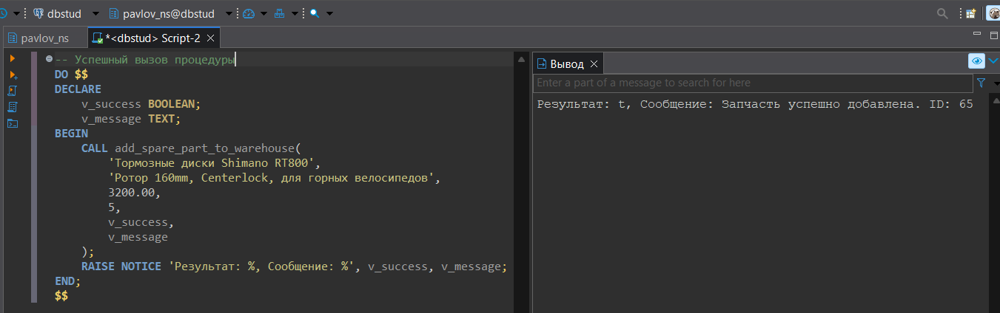 dbstud
pavlov_ns@dbstud
pavlov_ns
*<dbstud> Script-2
-- Успешный вызов процедуры
DO $$
DECLARE
    v_success BOOLEAN;
    v_message TEXT;
BEGIN
    CALL add_spare_part_to_warehouse(
        'Тормозные диски Shimano RT800',
        'Ротор 160mm, Centerlock, для горных велосипедов',
        3200.00,
        5,
        v_success,
        v_message
    );
    RAISE NOTICE 'Результат: %, Сообщение: %', v_success, v_message;
END;
$$
Вывод
Enter a part of a message to search for here
Результат: t, Сообщение: Запчасть успешно добавлена. ID: 65